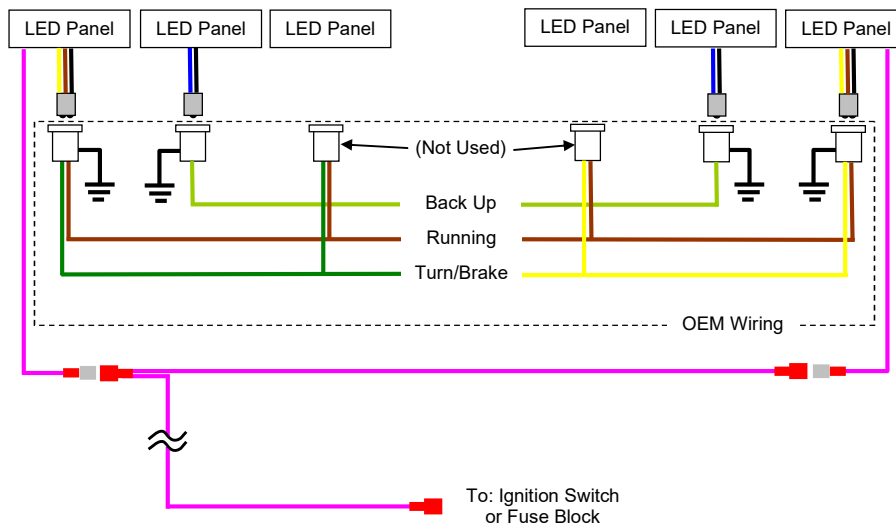 LED Panel
LED Panel
LED Panel
LED Panel
LED Panel
LED Panel
(Not Used)
Back Up
Running
Turn/Brake
OEM Wiring
To: Ignition Switch
or Fuse Block